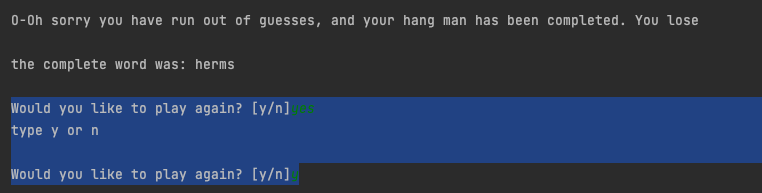 O-Oh sorry you have run out of guesses, and your hang man has been completed. You lose
the complete word was: herms
Would you like to play again? [y/n]yes
type y or n
Would you like to play again? [y/n]y